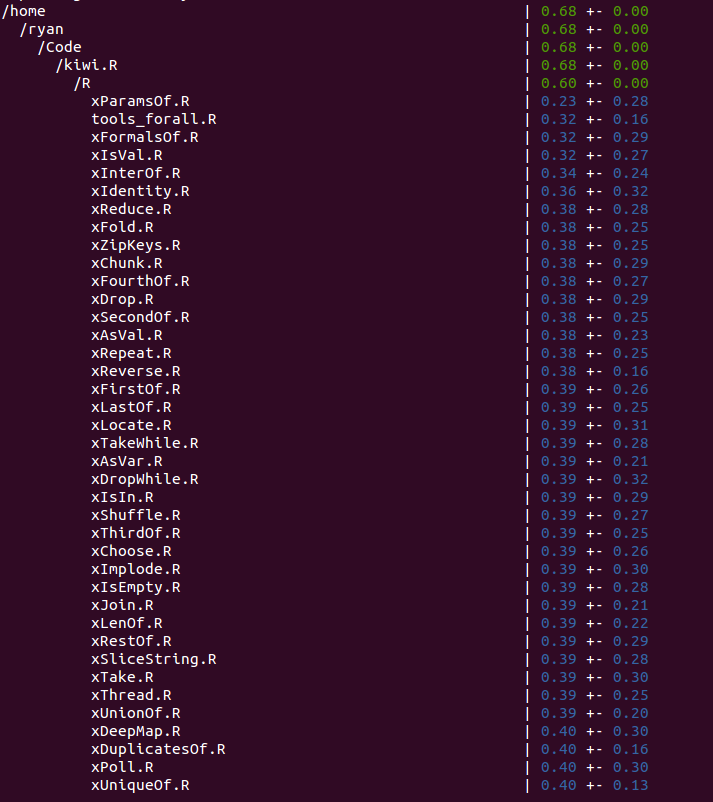 /home | 0.68 +- 0.00
/ryan | 0.68 +- 0.00
/Code | 0.68 +- 0.00
/kiwi.R | 0.68 +- 0.00
/R | 0.60 +- 0.00
xParamsOf.R | 0.23 +- 0.28
tools_forall.R | 0.32 +- 0.16
xFormalsOf.R | 0.32 +- 0.29
xIsVal.R | 0.32 +- 0.27
xInterOf.R | 0.34 +- 0.24
xIdentity.R | 0.36 +- 0.32
xReduce.R | 0.38 +- 0.28
xFold.R | 0.38 +- 0.25
xZipKeys.R | 0.38 +- 0.25
xChunk.R | 0.38 +- 0.29
xFourthOf.R | 0.38 +- 0.27
xDrop.R | 0.38 +- 0.29
xSecondOf.R | 0.38 +- 0.25
xAsVal.R | 0.38 +- 0.23
xRepeat.R | 0.38 +- 0.25
xReverse.R | 0.38 +- 0.16
xFirstOf.R | 0.39 +- 0.26
xLastOf.R | 0.39 +- 0.25
xLocate.R | 0.39 +- 0.31
xTakeWhile.R | 0.39 +- 0.28
xAsVar.R | 0.39 +- 0.21
xDropWhile.R | 0.39 +- 0.32
xIsIn.R | 0.39 +- 0.29
xShuffle.R | 0.39 +- 0.27
xThirdOf.R | 0.39 +- 0.25
xChoose.R | 0.39 +- 0.26
xImplode.R | 0.39 +- 0.30
xIsEmpty.R | 0.39 +- 0.28
xJoin.R | 0.39 +- 0.21
xLenOf.R | 0.39 +- 0.22
xRestOf.R | 0.39 +- 0.29
xSliceString.R | 0.39 +- 0.28
xTake.R | 0.39 +- 0.30
xThread.R | 0.39 +- 0.25
xUnionOf.R | 0.39 +- 0.20
xDeepMap.R | 0.40 +- 0.30
xDuplicatesOf.R | 0.40 +- 0.16
xPoll.R | 0.40 +- 0.30
xUniqueOf.R | 0.40 +- 0.13